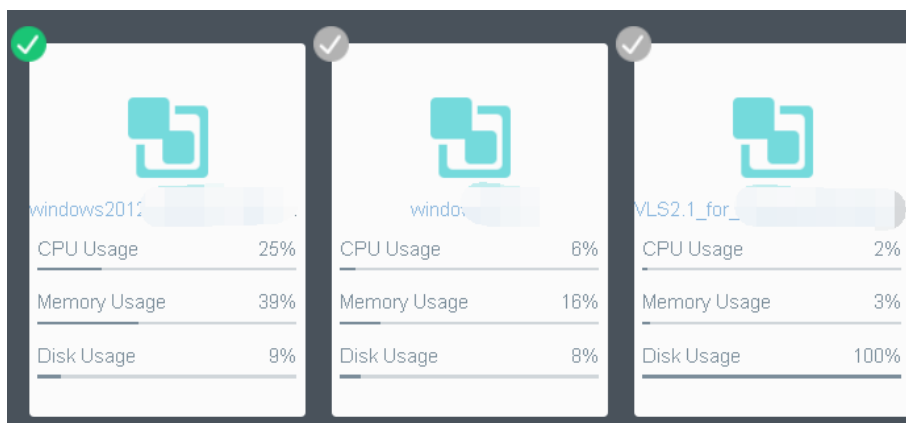 windows2012
CPU Usage 25%
Memory Usage 39%
Disk Usage 9%
CPU Usage 6%
Memory Usage 16%
Disk Usage 8%
VLS2.1_for_
CPU Usage 2%
Memory Usage 3%
Disk Usage 100%